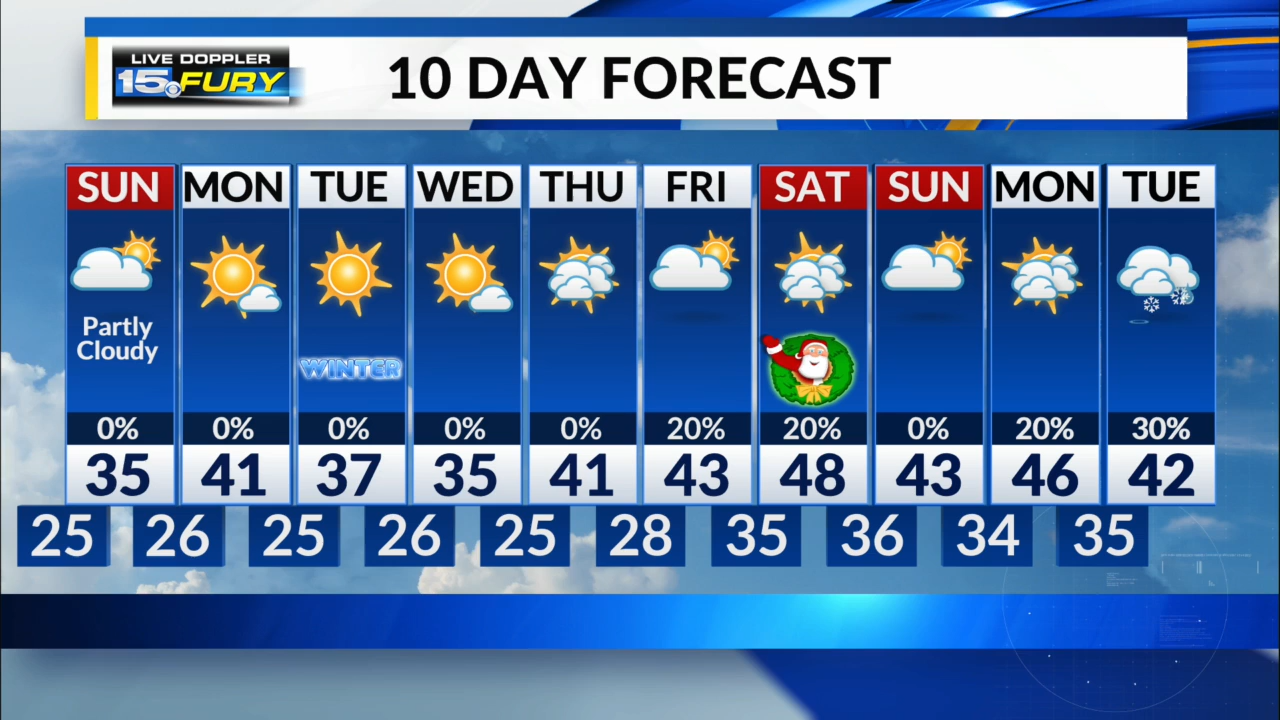 LIVE DOPPLER
15 FURY
10 DAY FORECAST
SUN MON TUE WED THU FRI SAT SUN MON TUE
Partly
Cloudy
WINTER
0% 0% 0% 0% 0% 20% 20% 0% 20% 30%
35 41 37 35 41 43 48 43 46 42
25 26 25 26 25 28 35 36 34 35